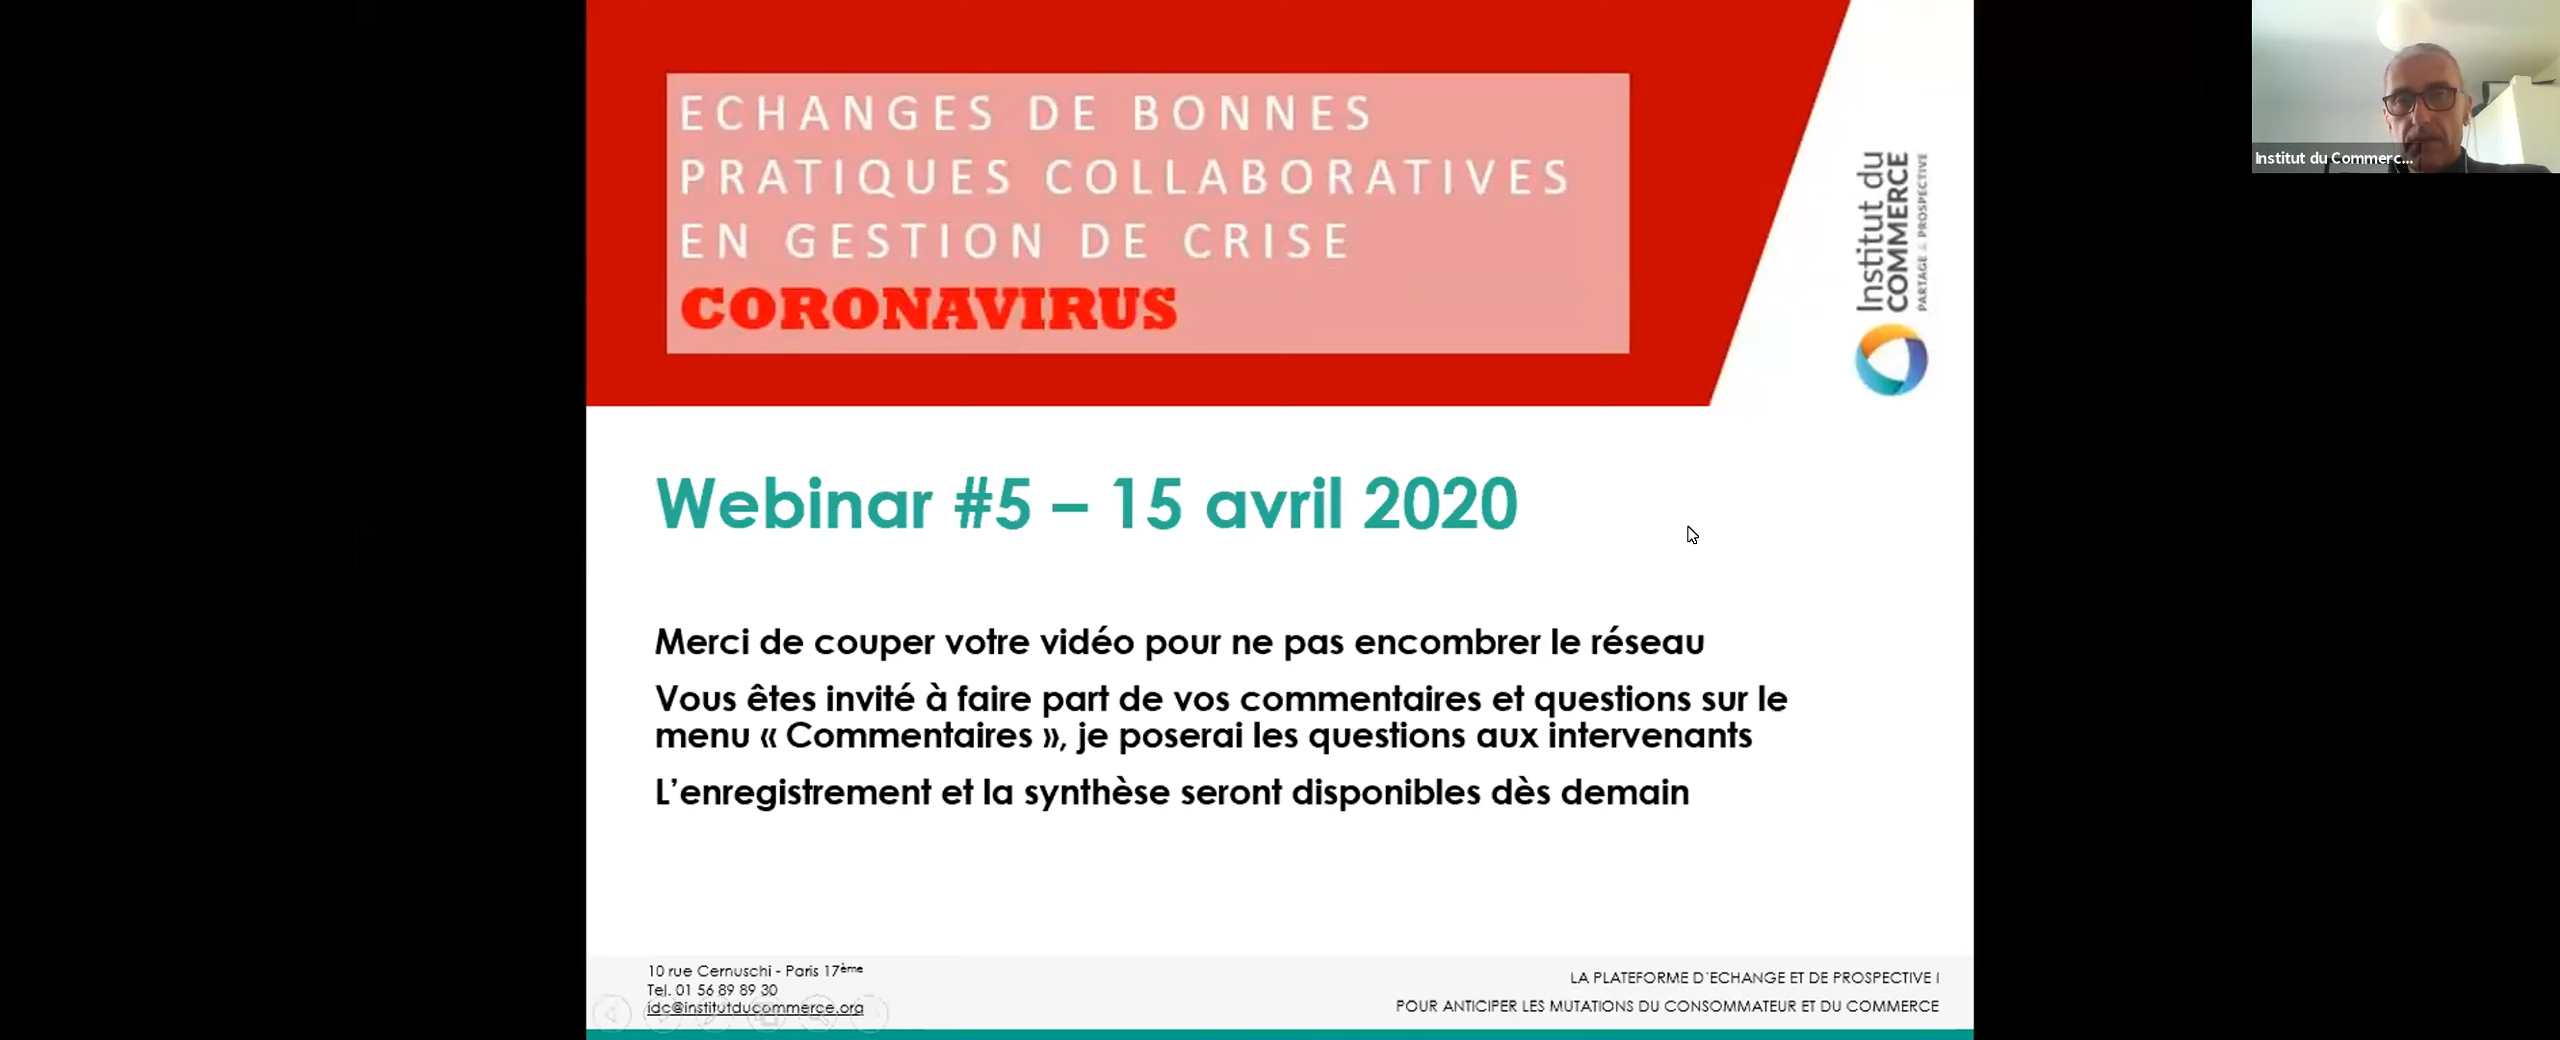 ECHANGES DE BONNES
PRATIQUES COLLABORATIVES
EN GESTION DE CRISE
CORONAVIRUS
Institut du
COMMERCE
PARTAGE & PROSPECTIVE
Institut du Commerc...
Webinar #5 – 15 avril 2020
Merci de couper votre vidéo pour ne pas encombrer le réseau
Vous êtes invité à faire part de vos commentaires et questions sur le
menu « Commentaires », je poserai les questions aux intervenants
L’enregistrement et la synthèse seront disponibles dès demain
10 rue Cernuschi - Paris 17ème
Tel. 01 56 89 89 30
idc@institutducommerce.org
LA PLATEFORME D’ECHANGE ET DE PROSPECTIVE I
POUR ANTICIPER LES MUTATIONS DU CONSOMMATEUR ET DU COMMERCE